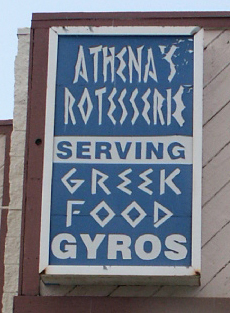 ATHENA'S
ROTESSERIE
SERVING
GREEK
FOOD
GYROS